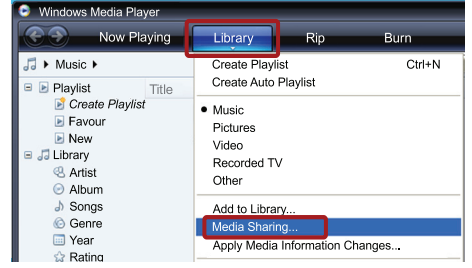 Windows Media Player
Now Playing Library Rip Burn
Music
Create Playlist Ctrl+N
Create Auto Playlist
Music
Pictures
Video
Recorded TV
Other
Add to Library...
Media Sharing...
Apply Media Information Changes...
Playlist Title
Create Playlist
Favour
New
Library
Artist
Album
Songs
Genre
Year
Rating